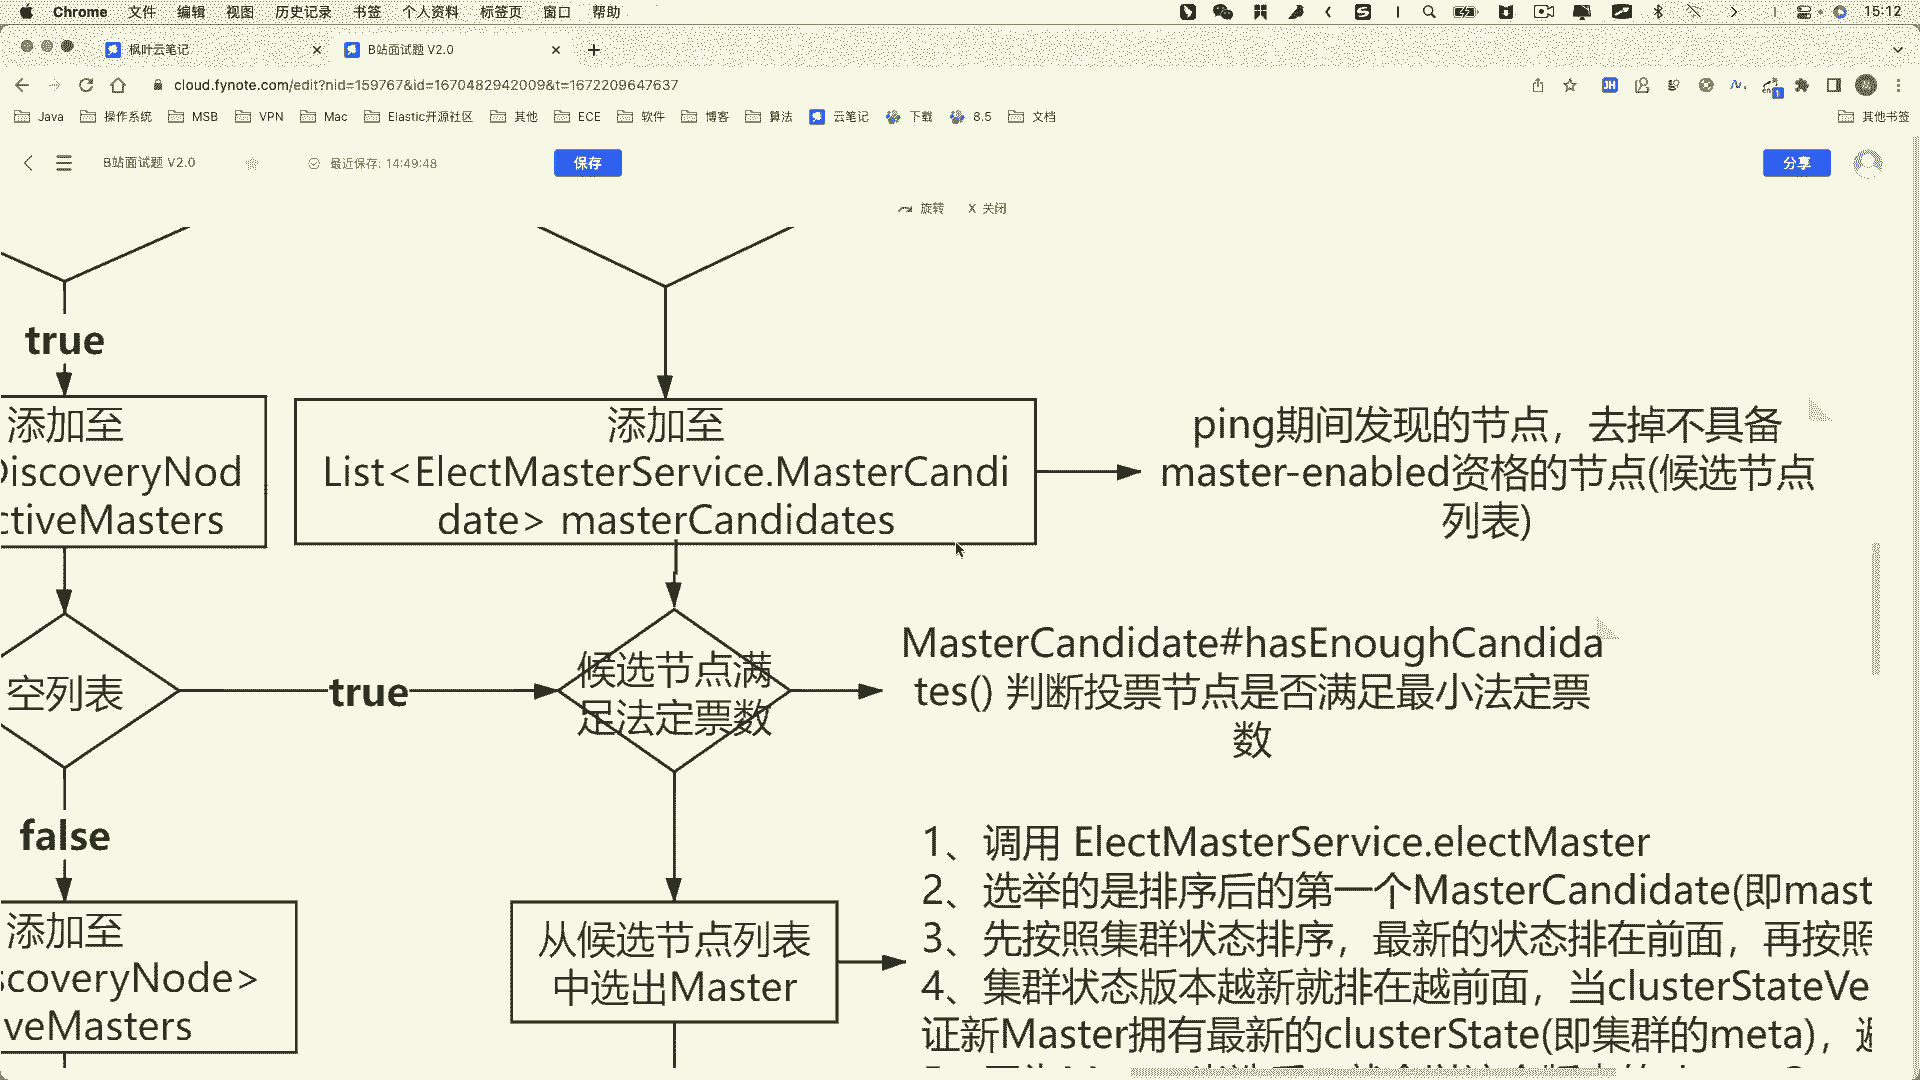 Chrome 文件 编辑 视图 历史记录 书签 个人资料 标签页 窗口 帮助 15:12
枫叶云笔记 B站面试题 V2.0
cloud.fynote.com/edit?nid=159767&id=1670482942009&t=1672209647637
Java 操作系统 MSB VPN Mac Elastic开源社区 其他 ECE 软件 博客 算法 云笔记 下载 8.5 文档 其他书签
B站面试题 V2.0 最近保存: 14:49:48 保存 分享
旋转 X 关闭
true
添加至
DiscoveryNod
ctiveMasters
添加至
List<ElectMasterService.MasterCandi
date> masterCandidates
ping期间发现的节点，去掉不具备
master-enabled资格的节点(候选节点
列表)
空列表
true
候选节点满
足法定票数
MasterCandidate#hasEnoughCandida
tes() 判断投票节点是否满足最小法定票
数
false
添加至
scoveryNode>
veMasters
从候选节点列表
中选出Master
1、调用 ElectMasterService.electMaster
2、选举的是排序后的第一个MasterCandidate(即mast
3、先按照集群状态排序，最新的状态排在前面，再按照
4、集群状态版本越新就排在越前面，当clusterStateVe
证新Master拥有最新的clusterState(即集群的meta)，